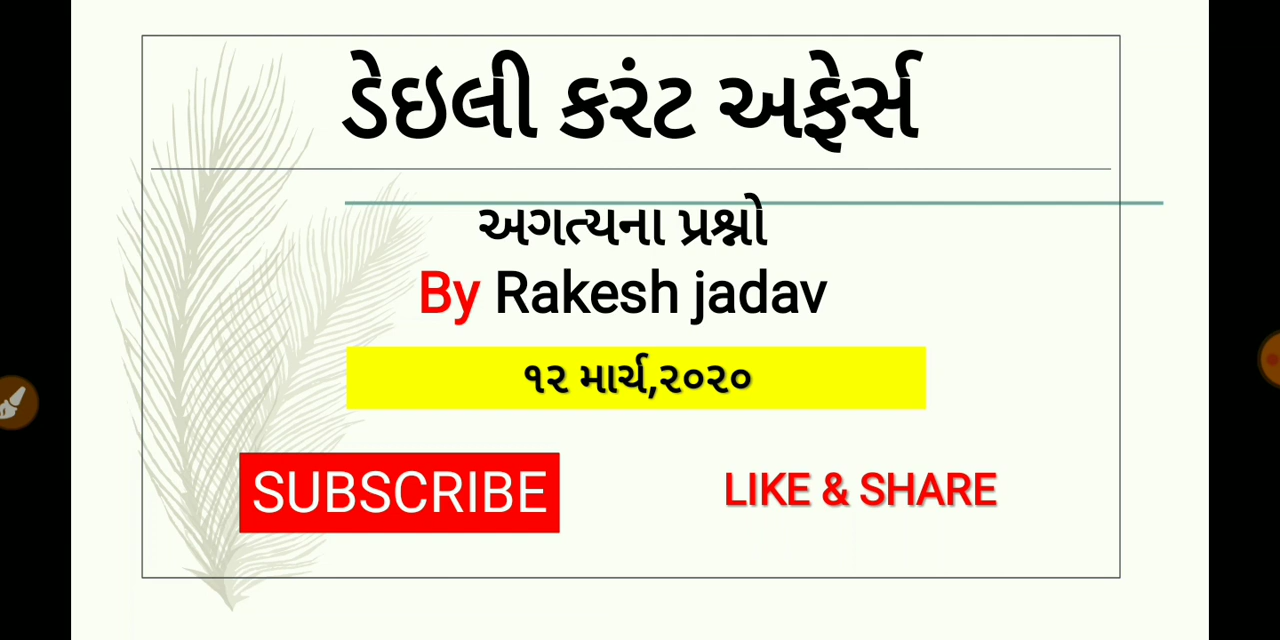 ડેઇલી કરંટ અફેર્સ
અગત્યના પ્રશ્નો
By Rakesh jadav
૧૨ માર્ચ,૨૦૨૦
SUBSCRIBE
LIKE & SHARE